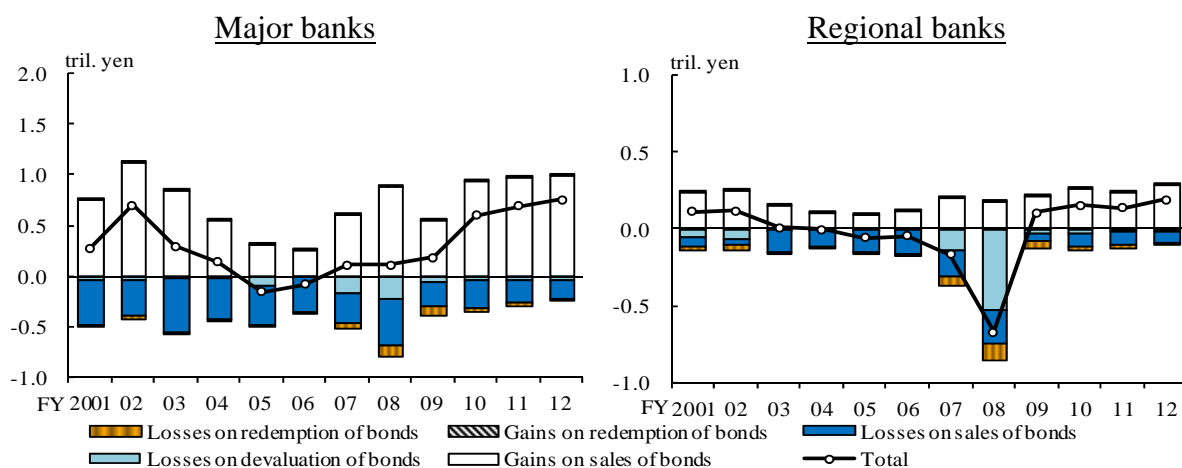 Major banks
Regional banks
tril. yen
tril. yen
2.0
1.5
1.0
0.5
0.0
-0.5
-1.0
1.0
0.5
0.0
-0.5
-1.0
FY 2001 02 03 04 05 06 07 08 09 10 11 12
FY 2001 02 03 04 05 06 07 08 09 10 11 12
Losses on redemption of bonds Gains on redemption of bonds Losses on sales of bonds
Losses on devaluation of bonds Gains on sales of bonds Total